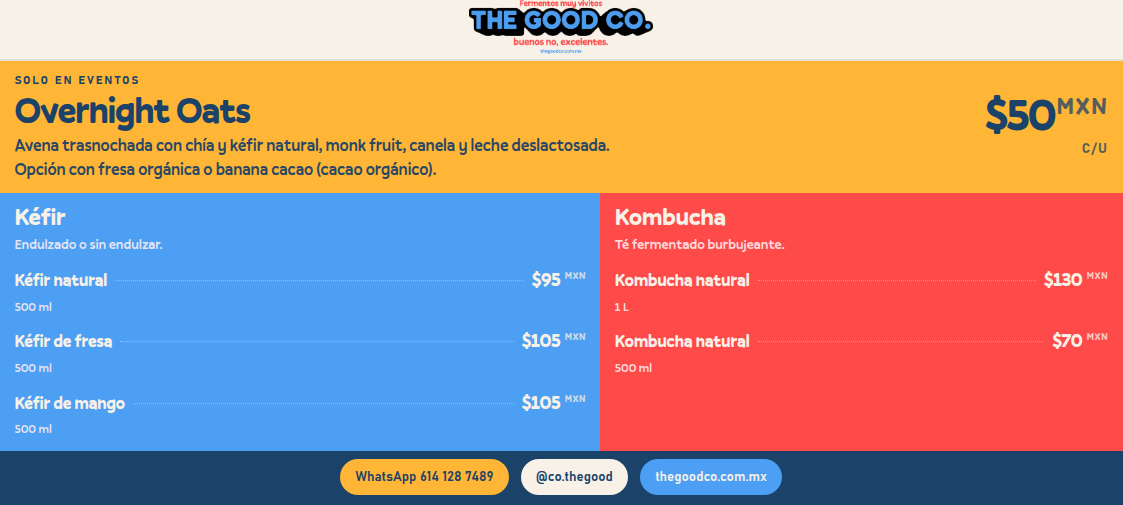 Fermentos muy vivitos
THE GOOD CO.
buenos no, excelentes.
thegoodco.com.mx
SOLO EN EVENTOS
Overnight Oats
$50 MXN
C/U
Avena trasnochada con chía y kéfir natural, monk fruit, canela y leche deslactosada.
Opción con fresa orgánica o banana cacao (cacao orgánico).
Kéfir
Endulzado o sin endulzar.
Kéfir natural $95 MXN
500 ml
Kéfir de fresa $105 MXN
500 ml
Kéfir de mango $105 MXN
500 ml
Kombucha
Té fermentado burbujeante.
Kombucha natural $130 MXN
1 L
Kombucha natural $70 MXN
500 ml
WhatsApp 614 128 7489
@co.thegood
thegoodco.com.mx